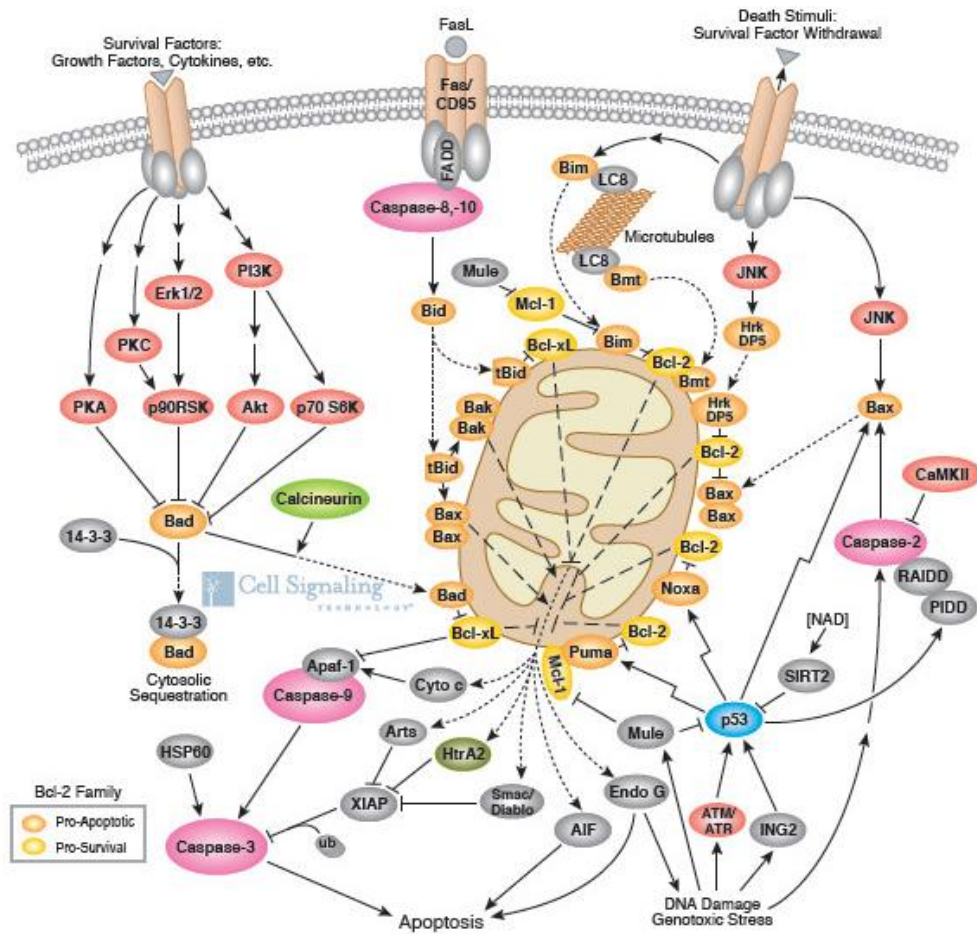 Survival Factors:
Growth Factors, Cytokines, etc.
FasL
Death Stimuli:
Survival Factor Withdrawal
Fas/
CD95
FADD
Caspase-8,-10
Bim
LC8
Microtubules
LC8
Bmt
PI3K
Erk1/2
PKC
PKA
p90RSK
Akt
p70 S6K
Mule
Mcl-1
Bid
JNK
Hrk
DP5
JNK
Bcl-xL
Bim
Bcl-2
Bmt
tBid
Bak
Bak
Hrk
DP5
Bax
tBid
Bcl-2
Bax
Bax
Bax
Bax
CaMKII
Calcineurin
14-3-3
Bad
Bcl-2
Noxa
Caspase-2
RAIDD
PIDD
Cell Signaling
TECHNOLOGY®
Bad
Bcl-xL
Bcl-2
Puma
Mcl-1
14-3-3
Bad
Cytosolic
Sequestration
[NAD]
SIRT2
Apaf-1
Caspase-9
Cyto c
p53
Mule
Arts
HtrA2
HSP60
XIAP
Smac/
Diablo
Endo G
AIF
ATM/
ATR
ING2
Bcl-2 Family
Pro-Apoptotic
Pro-Survival
Caspase-3
ub
Apoptosis
DNA Damage
Genotoxic Stress